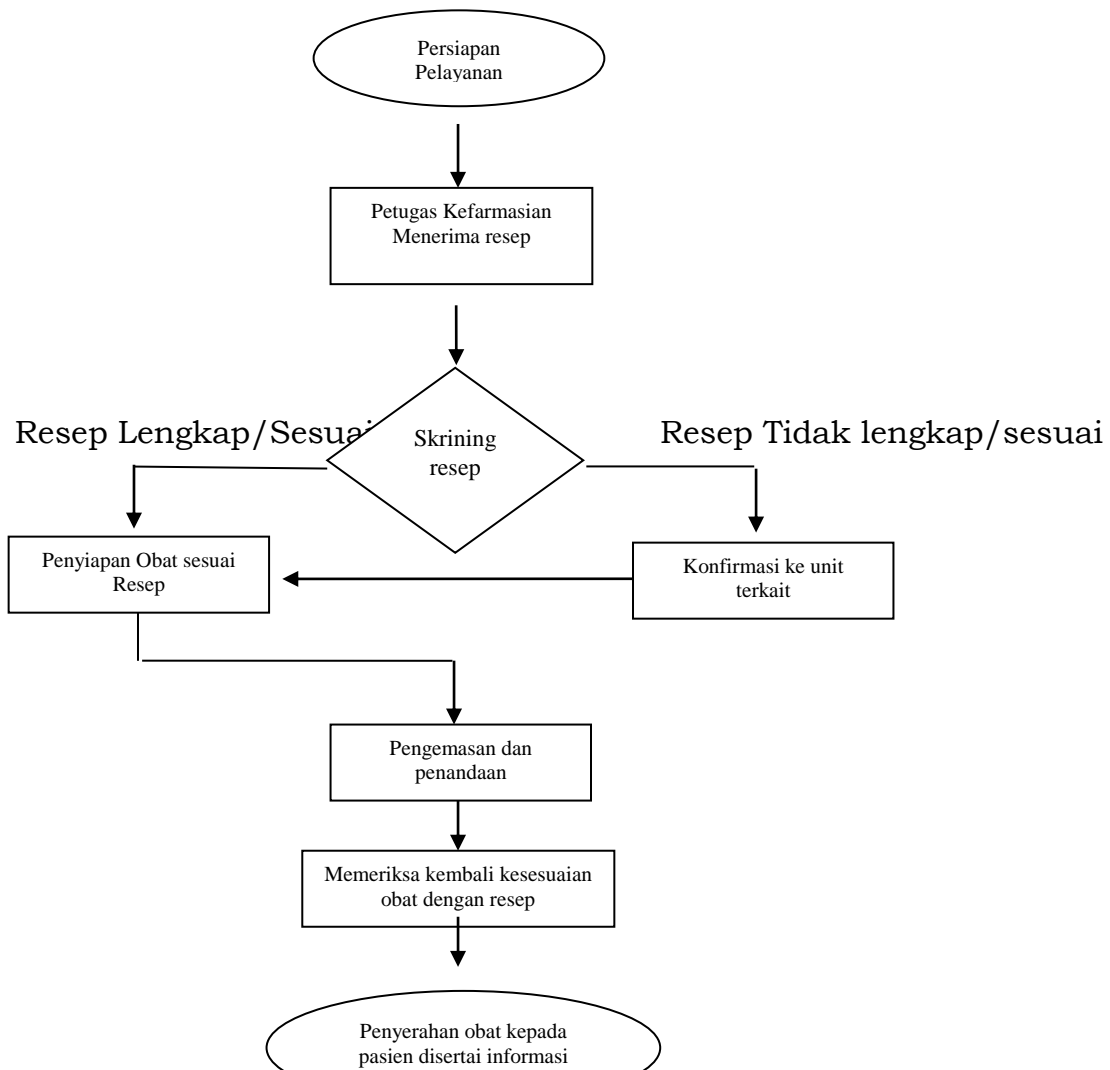 Persiapan
Pelayanan
Petugas Kefarmasian
Menerima resep
Resep Lengkap/Sesuai
Skrining
resep
Resep Tidak lengkap/sesuai
Penyiapan Obat sesuai
Resep
Konfirmasi ke unit
terkait
Pengemasan dan
penandaan
Memeriksa kembali kesesuaian
obat dengan resep
Penyerahan obat kepada
pasien disertai informasi